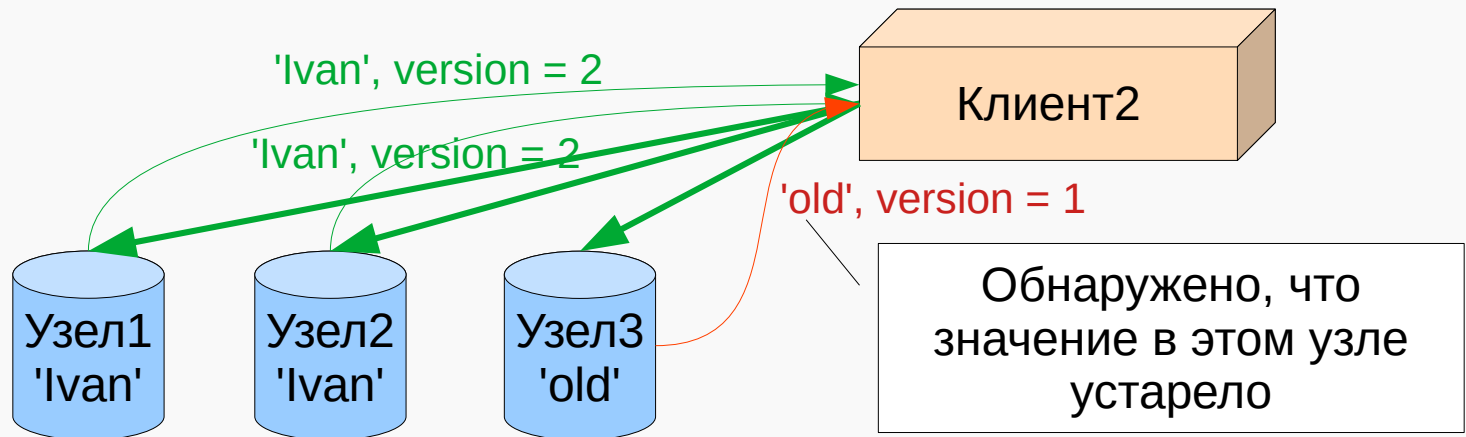 'Ivan', version = 2
Клиент2
'Ivan', version = 2
'old', version = 1
Обнаружено, что
значение в этом узле
устарело
Узел1
'Ivan'
Узел2
'Ivan'
Узел3
'old'